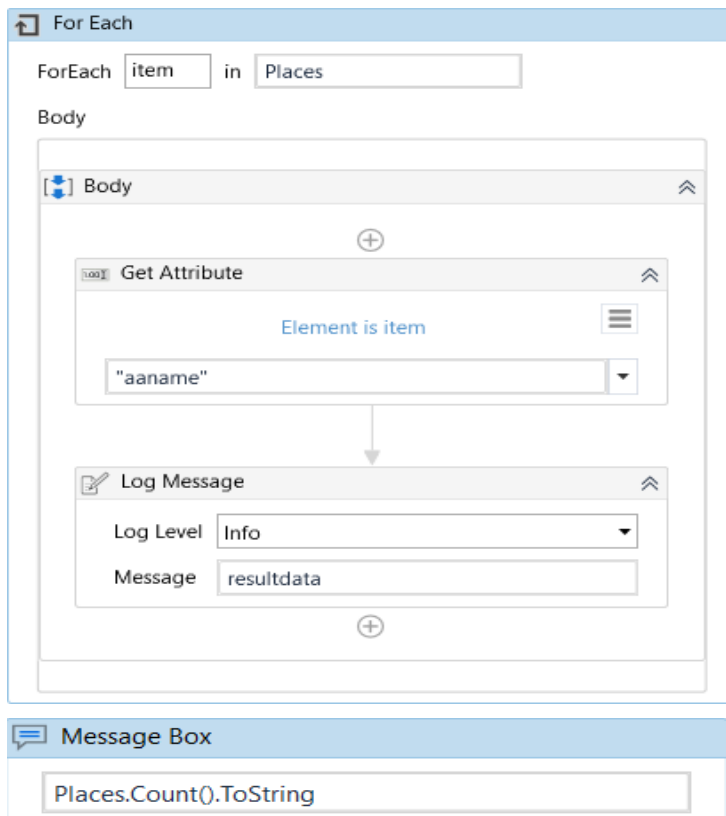 For Each
ForEach item in Places
Body
Body
Get Attribute
Element is item
"aaname"
Log Message
Log Level Info
Message resultdata
Message Box
Places.Count().ToString